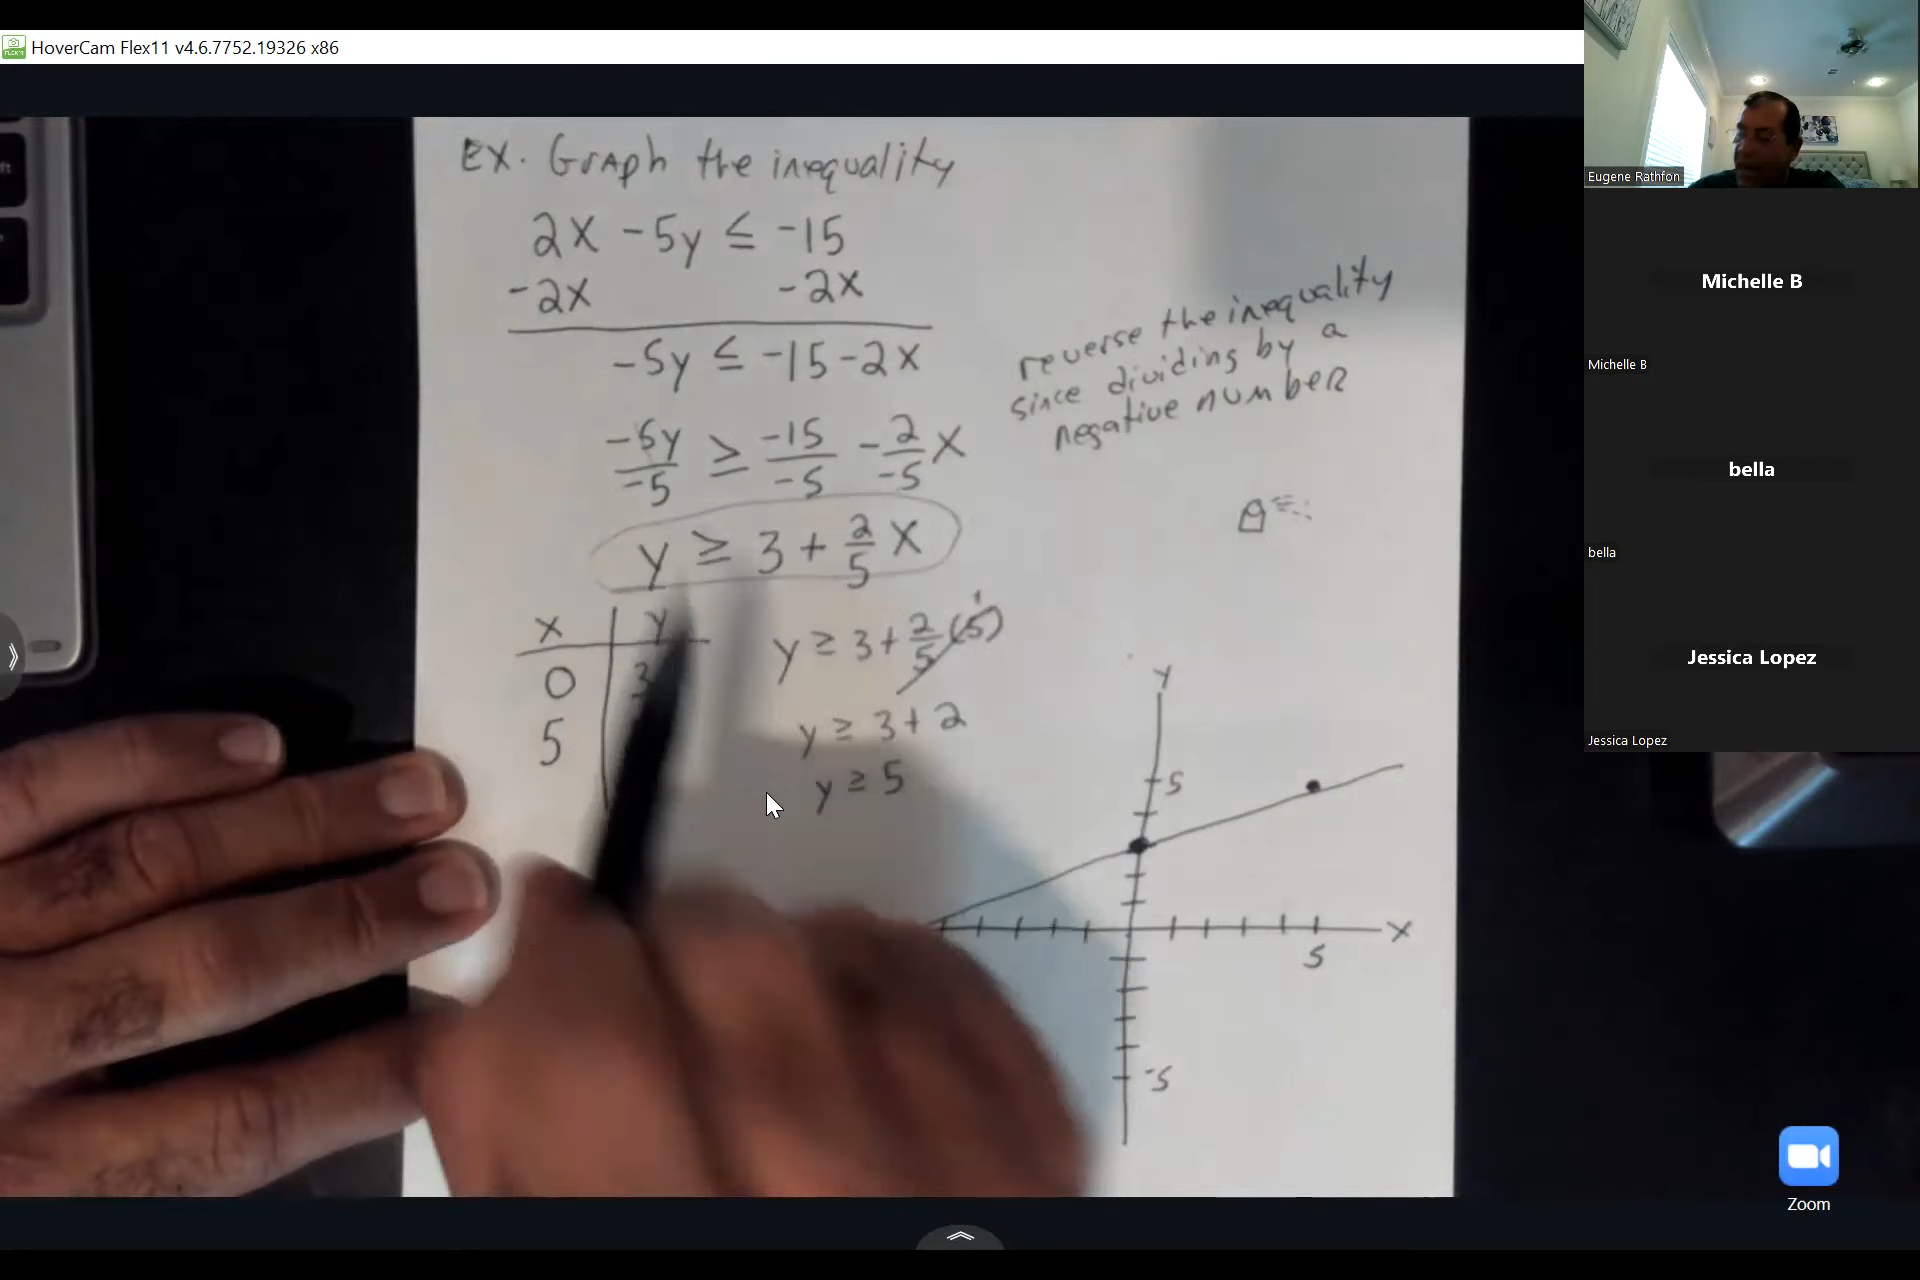 HoverCam Flex11 v4.6.7752.19326 x86
EX. Graph the inequality
2x - 5y ≤ -15
-2x -2x
-5y ≤ -15 - 2x
-5y/-5 ≥ -15/-5 - 2/-5 x
reverse the inequality
since dividing by a
negative number
y ≥ 3 + 2/5 x
x y
0 3
5
y ≥ 3 + 2/5 (5) 1
y ≥ 3 + 2
y ≥ 5
y
5
x
5
-5
Eugene Rathfon
Michelle B
Michelle B
bella
bella
Jessica Lopez
Jessica Lopez
Zoom